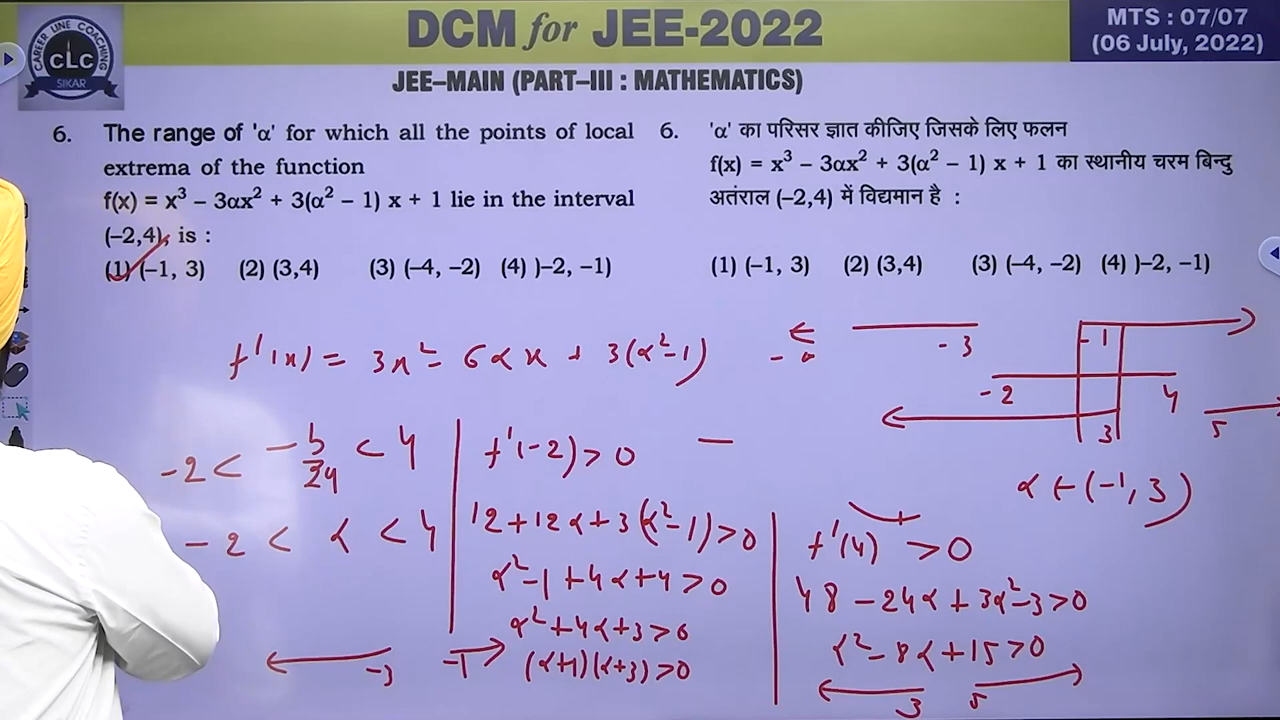 CAREER LINE COACHING
CLC
SIKAR
DCM for JEE-2022
MTS : 07/07
(06 July, 2022)
JEE–MAIN (PART–III : MATHEMATICS)
6. The range of 'α' for which all the points of local
extrema of the function
f(x) = x³ – 3αx² + 3(α² – 1) x + 1 lie in the interval
(–2,4), is :
(1) (–1, 3) (2) (3,4) (3) (–4, –2) (4) )–2, –1)
6. 'α' का परिसर ज्ञात कीजिए जिसके लिए फलन
f(x) = x³ – 3αx² + 3(α² – 1) x + 1 का स्थानीय चरम बिन्दु
अतंराल (–2,4) में विद्यमान है :
(1) (–1, 3) (2) (3,4) (3) (–4, –2) (4) )–2, –1)
f'(x) = 3x² – 6αx + 3(α²–1)
-2 < -b/2a < 4
-2 < α < 4
f'(-2) > 0
12+12α+3(α²-1)>0
α²-1+4α+4>0
α²+4α+3>0
(α+1)(α+3)>0
-3 -1
f'(4) >0
48 - 24α + 3α²-3>0
α²-8α+15>0
3 5
-3 -1
-2 4
3 5
α ∈ (-1, 3)